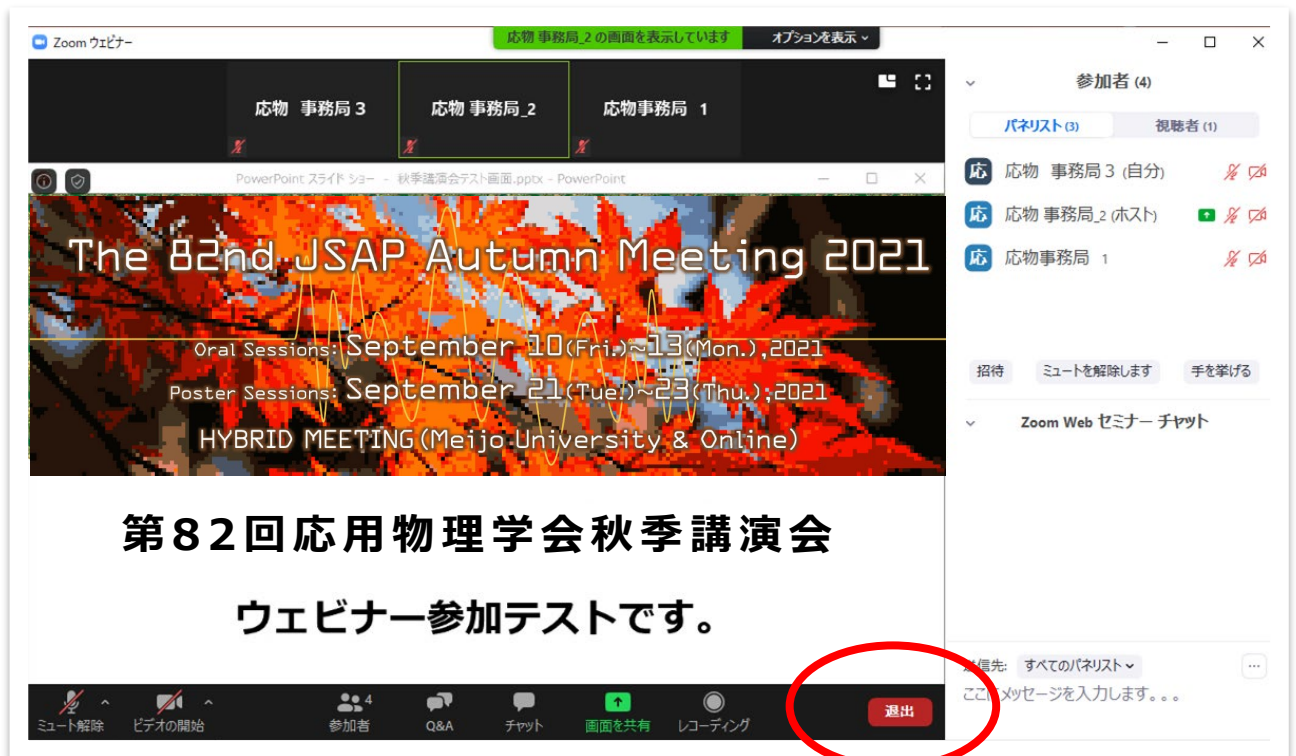 Zoom ウェビナー
応物 事務局_2 の画面を表示しています
オプションを表示
応物 事務局３
応物 事務局_2
応物事務局 1
PowerPoint スライド ショー - 秋季講演会テスト画面.pptx - PowerPoint
The 82nd JSAP Autumn Meeting 2021
Oral Sessions: September 10(Fri.)~13(Mon.),2021
Poster Sessions: September 21(Tue.)~23(Thu.),2021
HYBRID MEETING(Meijo University & Online)
第82回応用物理学会秋季講演会
ウェビナー参加テストです。
ミュート解除
ビデオの開始
4
参加者
Q&A
チャット
画面を共有
レコーディング
退出
参加者 (4)
パネリスト (3)
視聴者 (1)
応 応物 事務局３ (自分)
応 応物 事務局_2 (ホスト)
応 応物事務局 1
招待
ミュートを解除します
手を挙げる
Zoom Web セミナー チャット
送信先: すべてのパネリスト
ここにメッセージを入力します。。。